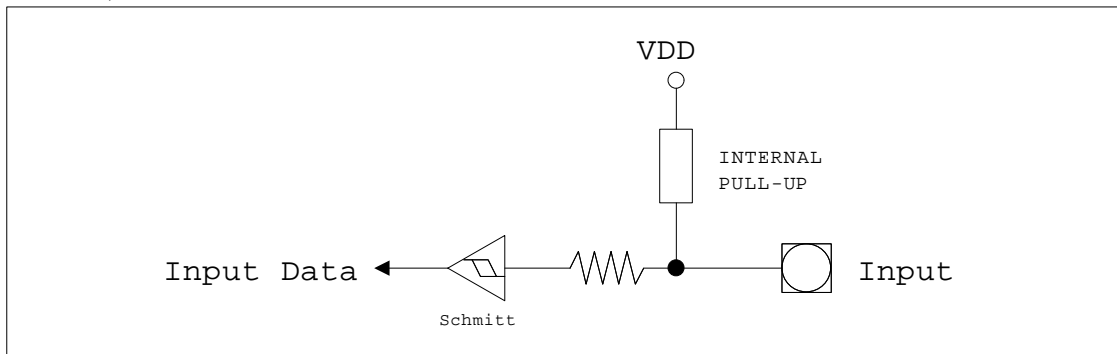 VDD
INTERNAL
PULL-UP
Input Data
Input
Schmitt